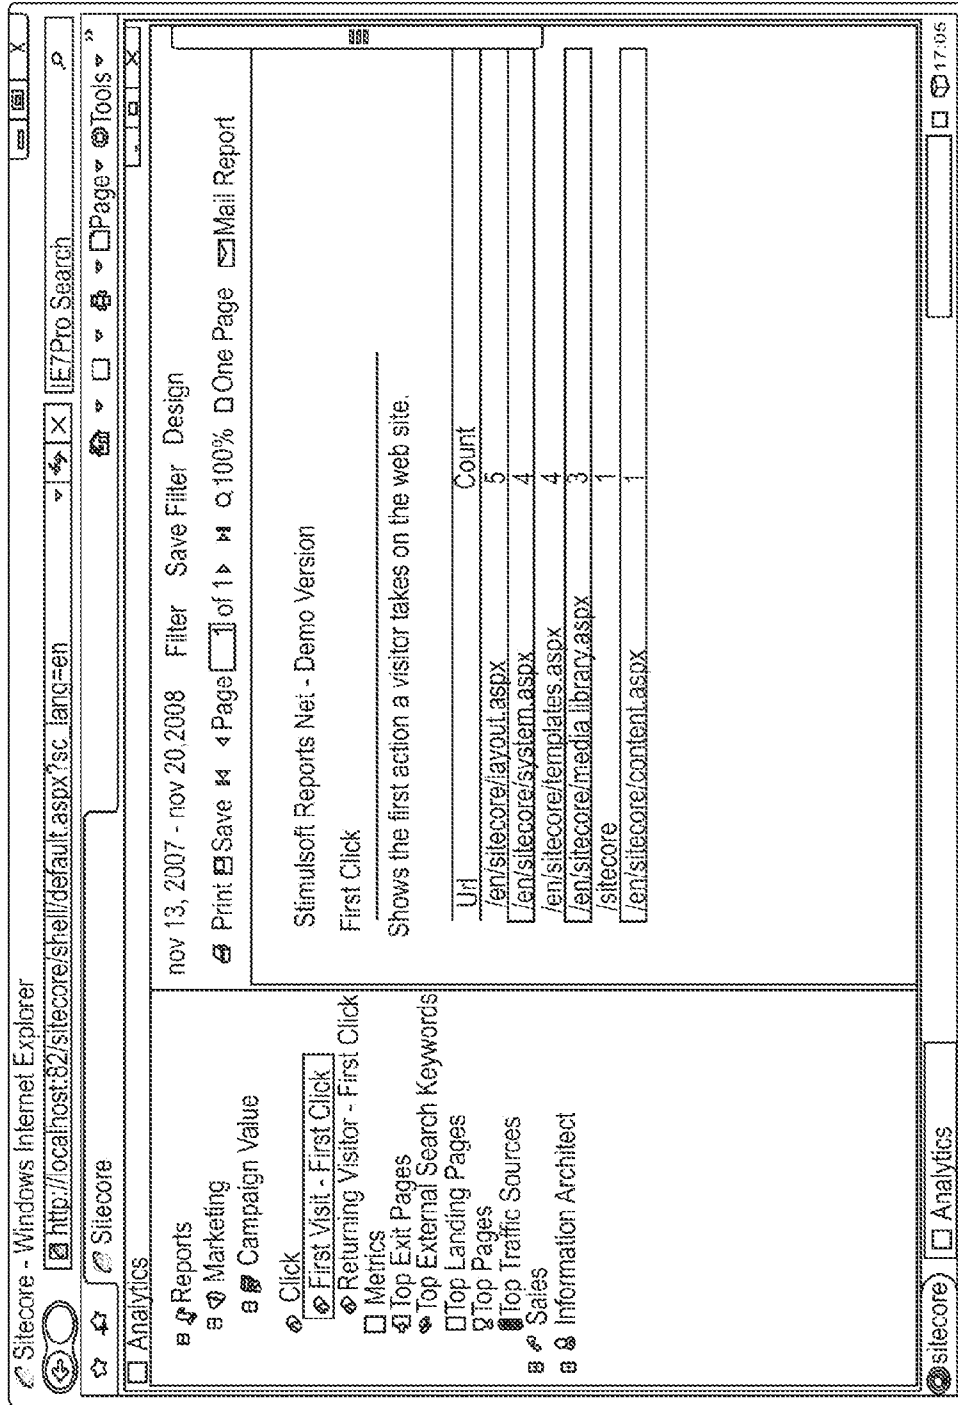 Sitecore - Windows Internet Explorer
http://localhost:82/sitecore/shell/default.aspx?sc_lang=en
IE7Pro Search
Sitecore
Page
Tools
Analytics
Reports
Marketing
Campaign Value
Click
First Visit - First Click
Returning Visitor - First Click
Metrics
Top Exit Pages
Top External Search Keywords
Top Landing Pages
Top Pages
Top Traffic Sources
Sales
Information Architect
nov 13, 2007 - nov 20,2008 Filter Save Filter Design
Print Save Page 1 of 1 100% One Page Mail Report
Stimulsoft Reports Net - Demo Version
First Click
Shows the first action a visitor takes on the web site.
Url Count
/en/sitecore/layout.aspx 5
/en/sitecore/system.aspx 4
/en/sitecore/templates.aspx 4
/en/sitecore/media library.aspx 3
/sitecore 1
/en/sitecore/content.aspx 1
sitecore
Analytics
17:05